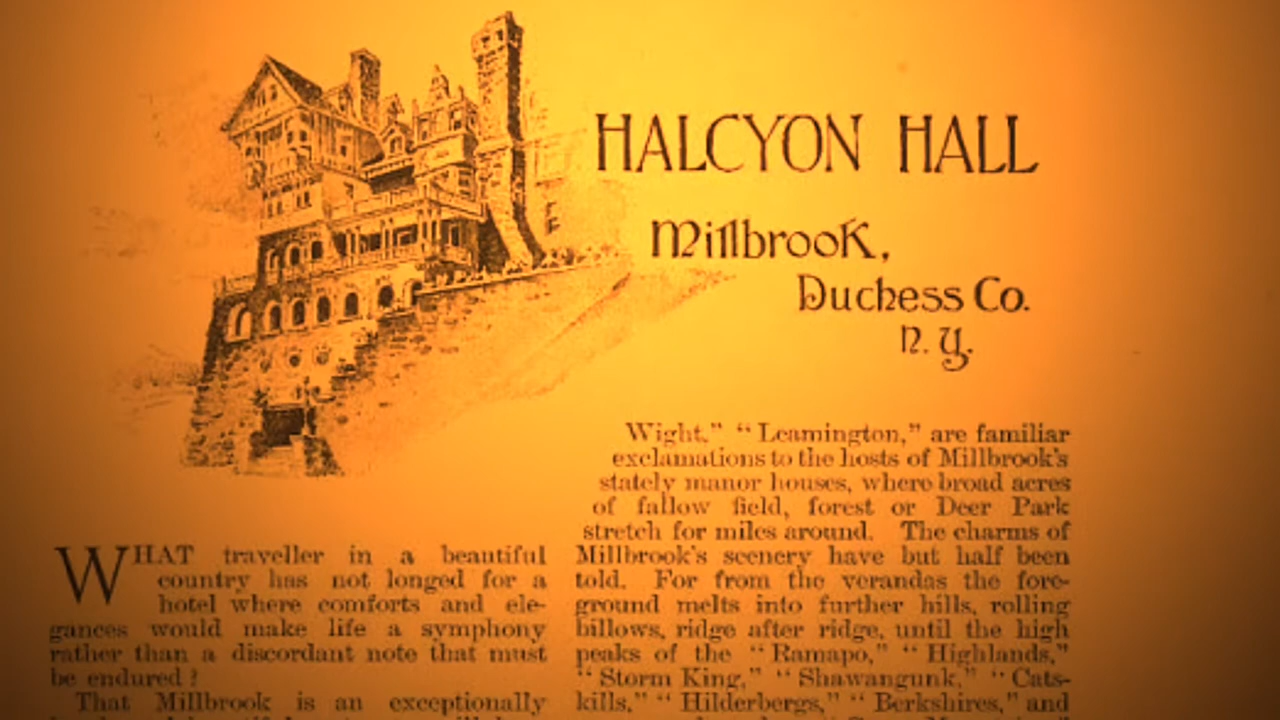 HALCYON HALL
Millbrook,
Duchess Co.
N. Y.
WHAT traveller in a beautiful
country has not longed for a
hotel where comforts and ele-
gances would make life a symphony
rather than a discordant note that must
be endured?
That Millbrook is an exceptionally
Wight," "Leamington," are familiar
exclamations to the hosts of Millbrook's
stately manor houses, where broad acres
of fallow field, forest or Deer Park
stretch for miles around. The charms of
Millbrook's scenery have but half been
told. For from the verandas the fore-
ground melts into further hills, rolling
billows, ridge after ridge, until the high
peaks of the "Ramapo," "Highlands,"
"Storm King," "Shawangunk," "Cats-
kills," "Hilderbergs," "Berkshires," and